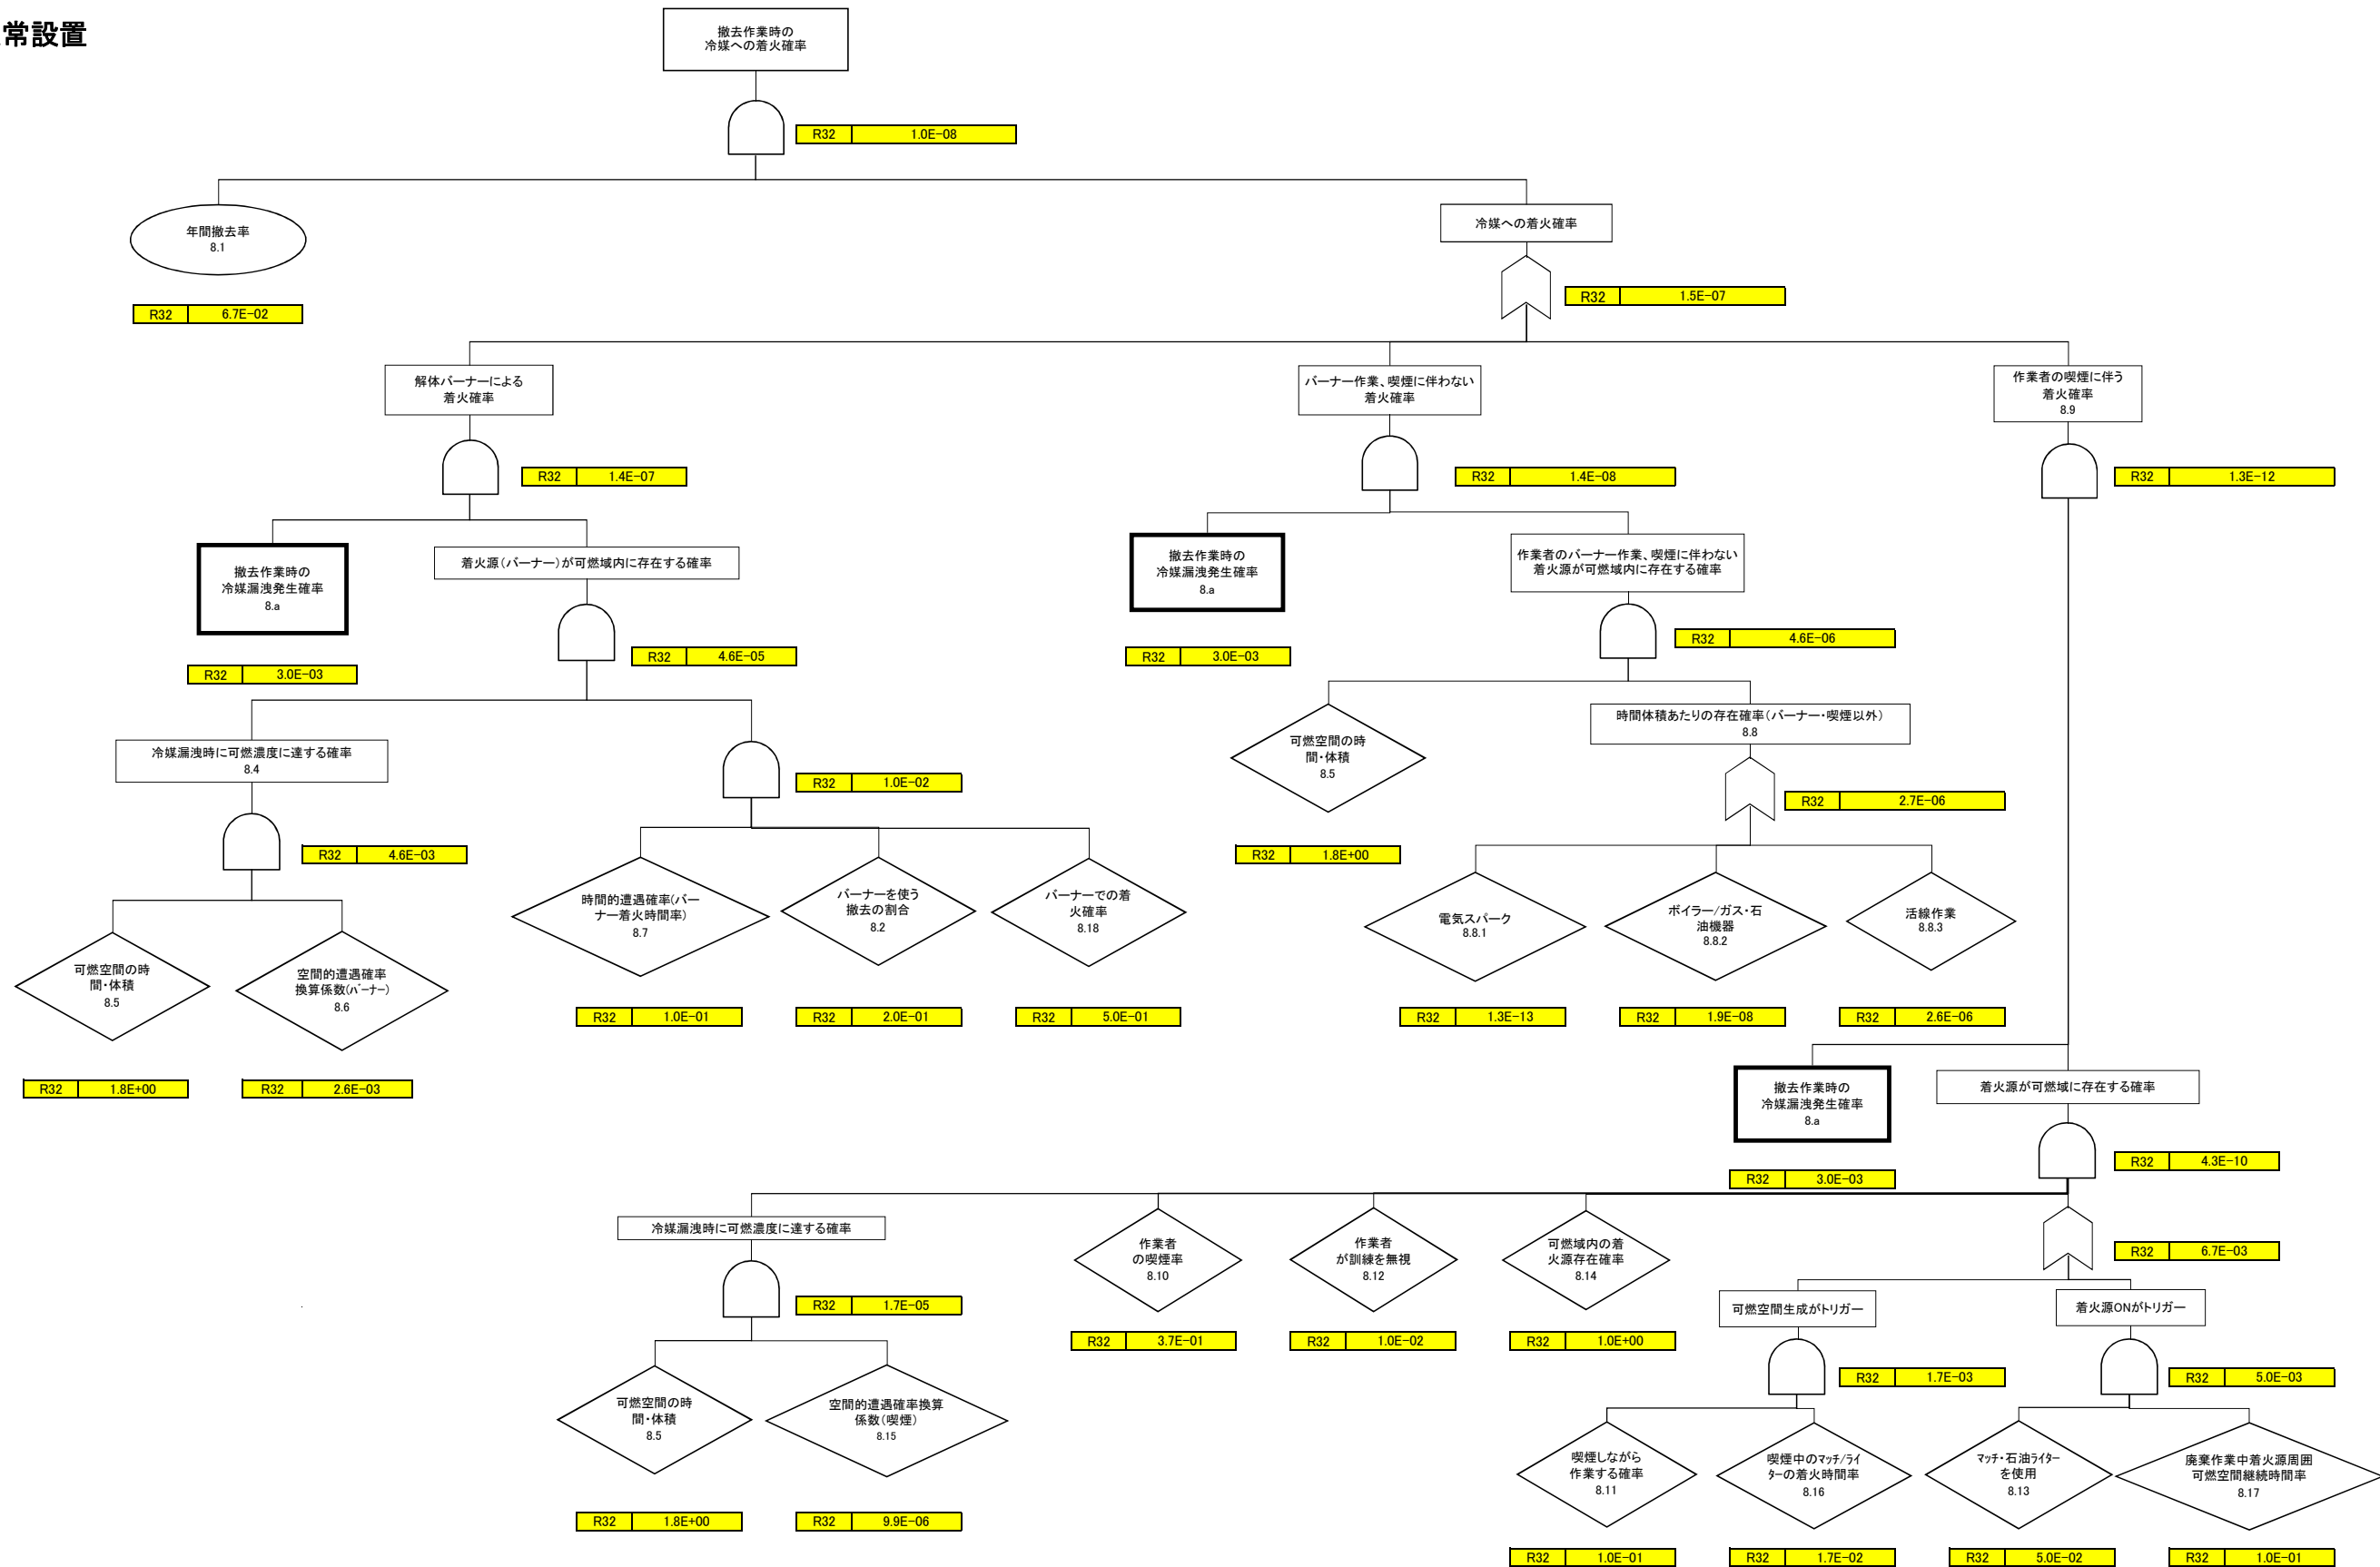 常設置
撤去作業時の
冷媒への着火確率
R32 1.0E-08
年間撤去率
8.1
R32 6.7E-02
冷媒への着火確率
R32 1.5E-07
解体バーナーによる
着火確率
R32 1.4E-07
バーナー作業、喫煙に伴わない
着火確率
R32 1.4E-08
作業者の喫煙に伴う
着火確率
8.9
R32 1.3E-12
撤去作業時の
冷媒漏洩発生確率
8.a
R32 3.0E-03
着火源(バーナー)が可燃域内に存在する確率
R32 4.6E-05
撤去作業時の
冷媒漏洩発生確率
8.a
R32 3.0E-03
作業者のバーナー作業、喫煙に伴わない
着火源が可燃域内に存在する確率
R32 4.6E-06
冷媒漏洩時に可燃濃度に達する確率
8.4
R32 4.6E-03
R32 1.0E-02
可燃空間の時
間・体積
8.5
R32 1.8E+00
時間体積あたりの存在確率(バーナー・喫煙以外)
8.8
R32 2.7E-06
可燃空間の時
間・体積
8.5
R32 1.8E+00
空間的遭遇確率
換算係数(バーナー)
8.6
R32 2.6E-03
時間的遭遇確率(バー
ナー着火時間率)
8.7
R32 1.0E-01
バーナーを使う
撤去の割合
8.2
R32 2.0E-01
バーナーでの着
火確率
8.18
R32 5.0E-01
電気スパーク
8.8.1
R32 1.3E-13
ボイラー/ガス・石
油機器
8.8.2
R32 1.9E-08
活線作業
8.8.3
R32 2.6E-06
撤去作業時の
冷媒漏洩発生確率
8.a
R32 3.0E-03
着火源が可燃域に存在する確率
R32 4.3E-10
冷媒漏洩時に可燃濃度に達する確率
R32 1.7E-05
作業者
の喫煙率
8.10
R32 3.7E-01
作業者
が訓練を無視
8.12
R32 1.0E-02
可燃域内の着
火源存在確率
8.14
R32 1.0E+00
R32 6.7E-03
可燃空間生成がトリガー
R32 1.7E-03
着火源ONがトリガー
R32 5.0E-03
可燃空間の時
間・体積
8.5
R32 1.8E+00
空間的遭遇確率換算
係数(喫煙)
8.15
R32 9.9E-06
喫煙しながら
作業する確率
8.11
R32 1.0E-01
喫煙中のマッチ/ライ
ターの着火時間率
8.16
R32 1.7E-02
マッチ・石油ライター
を使用
8.13
R32 5.0E-02
廃棄作業中着火源周囲
可燃空間継続時間率
8.17
R32 1.0E-01